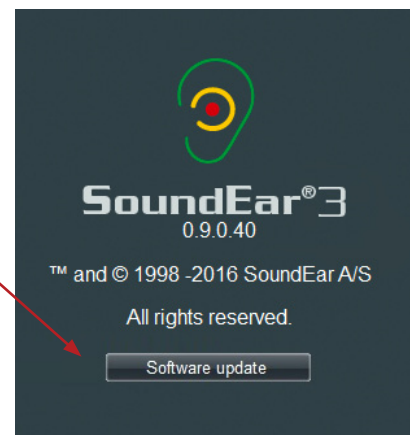 SoundEar®3
0.9.0.40
™ and © 1998 -2016 SoundEar A/S
All rights reserved.
Software update